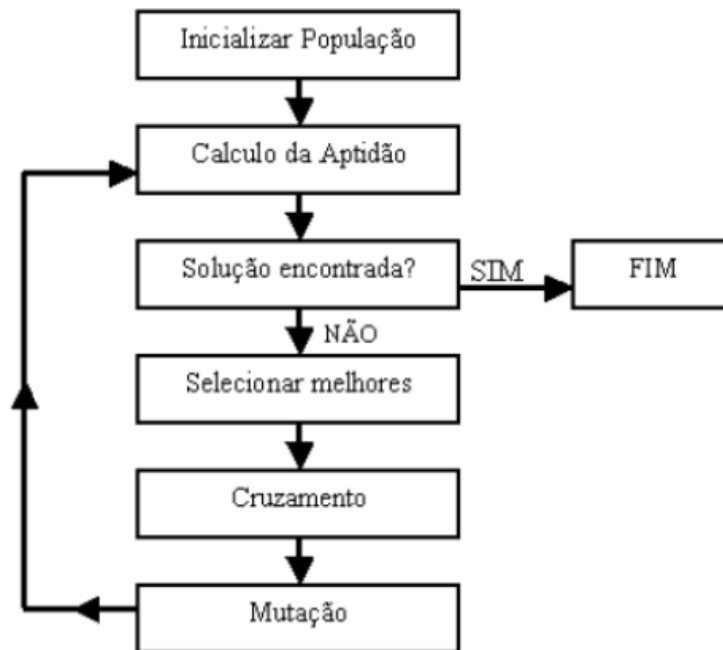 Inicializar População
Calculo da Aptidão
Solução encontrada?
SIM
FIM
NÃO
Selecionar melhores
Cruzamento
Mutação